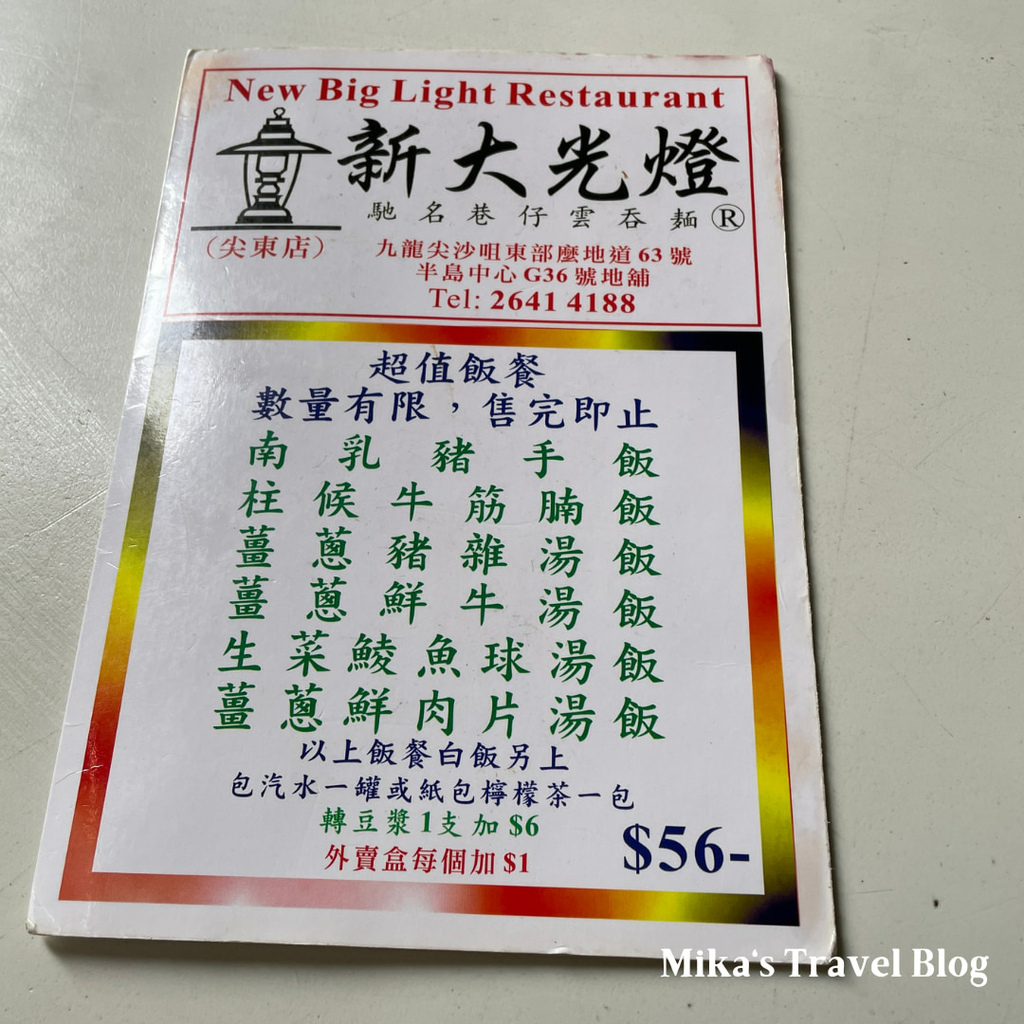 New Big Light Restaurant
新大光燈
馳名巷仔雲吞麵®
（尖東店）
九龍尖沙咀東部麼地道 63 號
半島中心 G36 號地舖
Tel: 2641 4188
超值飯餐
數量有限，售完即止
南乳豬手飯
柱候牛筋腩飯
薑蔥豬雜湯飯
薑蔥鮮牛湯飯
生菜鯪魚球湯飯
薑蔥鮮肉片湯飯
以上飯餐白飯另上
包汽水一罐或紙包檸檬茶一包
轉豆漿 1支加 $6
外賣盒每個加 $1
$56-
Mika's Travel Blog